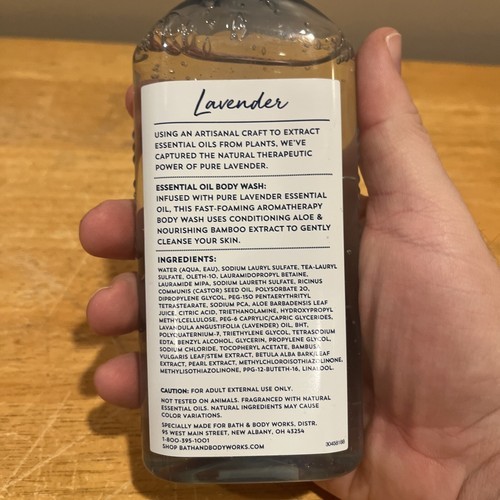 Lavender
USING AN ARTISANAL CRAFT TO EXTRACT
ESSENTIAL OILS FROM PLANTS, WE'VE
CAPTURED THE NATURAL THERAPEUTIC
POWER OF PURE LAVENDER.
ESSENTIAL OIL BODY WASH:
INFUSED WITH PURE LAVENDER ESSENTIAL
OIL, THIS FAST-FOAMING AROMATHERAPY
BODY WASH USES CONDITIONING ALOE &
NOURISHING BAMBOO EXTRACT TO GENTLY
CLEANSE YOUR SKIN.
INGREDIENTS:
WATER (AQUA, EAU), SODIUM LAURYL SULFATE, TEA-LAURYL
SULFATE, OLETH-10, LAURAMIDOPROPYL BETAINE,
LAURAMIDE MIPA, SODIUM LAURETH SULFATE, RICINUS
COMMUNIS (CASTOR) SEED OIL, POLYSORBATE 20,
DIPROPYLENE GLYCOL, PEG-150 PENTAERYTHRITYL
TETRASTEARATE, SODIUM PCA, ALOE BARBADENSIS LEAF
JUICE, CITRIC ACID, TRIETHANOLAMINE, HYDROXYPROPYL
METHYLCELLULOSE, PEG-6 CAPRYLIC/CAPRIC GLYCERIDES,
LAVANDULA ANGUSTIFOLIA (LAVENDER) OIL, BHT,
POLYQUATERNIUM-7, TRIETHYLENE GLYCOL, TETRASODIUM
EDTA, BENZYL ALCOHOL, GLYCERIN, PROPYLENE GLYCOL,
SODIUM CHLORIDE, TOCOPHERYL ACETATE, BAMBUSA
VULGARIS LEAF/STEM EXTRACT, BETULA ALBA BARK/LEAF
EXTRACT, PEARL EXTRACT, METHYLCHLOROISOTHIAZOLINONE,
METHYLISOTHIAZOLINONE, PPG-12-BUTETH-16, LINALOOL.
CAUTION: FOR ADULT EXTERNAL USE ONLY.
NOT TESTED ON ANIMALS. FRAGRANCED WITH NATURAL
ESSENTIAL OILS. NATURAL INGREDIENTS MAY CAUSE
COLOR VARIATIONS.
SPECIALLY MADE FOR BATH & BODY WORKS, DISTR.
95 WEST MAIN STREET, NEW ALBANY, OH 43254
1-800-395-1001
SHOP BATHANDBODYWORKS.COM